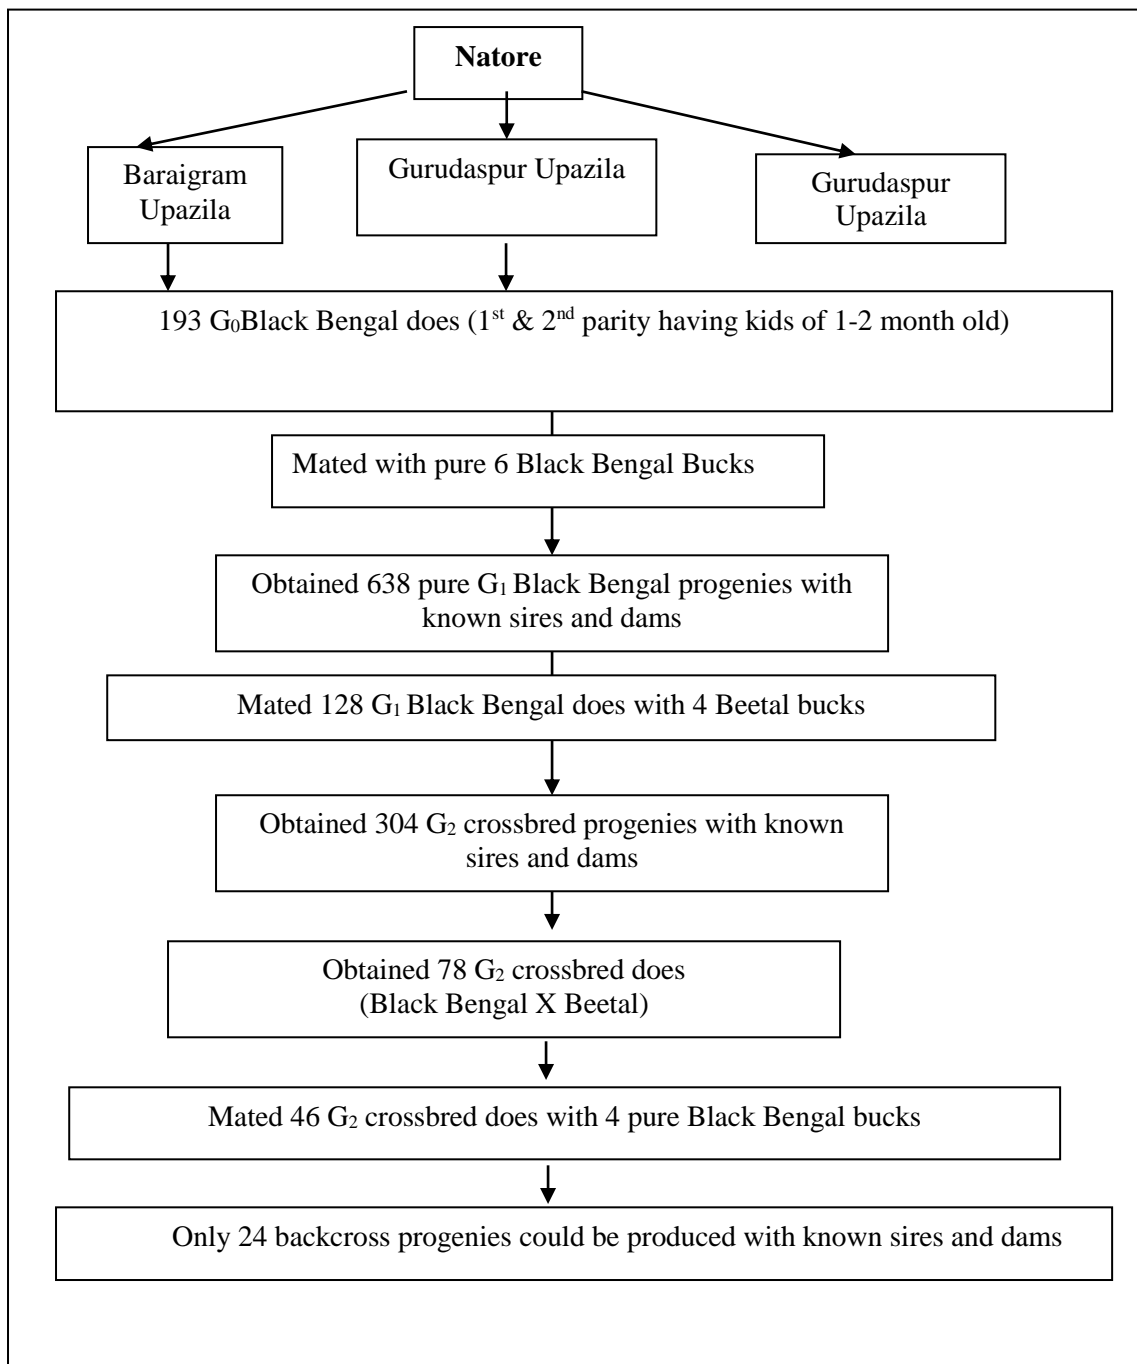 Natore
Baraigram
Upazila
Gurudaspur Upazila
Gurudaspur
Upazila
193 G₀Black Bengal does (1ˢᵗ & 2ⁿᵈ parity having kids of 1-2 month old)
Mated with pure 6 Black Bengal Bucks
Obtained 638 pure G₁ Black Bengal progenies with
known sires and dams
Mated 128 G₁ Black Bengal does with 4 Beetal bucks
Obtained 304 G₂ crossbred progenies with known
sires and dams
Obtained 78 G₂ crossbred does
(Black Bengal X Beetal)
Mated 46 G₂ crossbred does with 4 pure Black Bengal bucks
Only 24 backcross progenies could be produced with known sires and dams